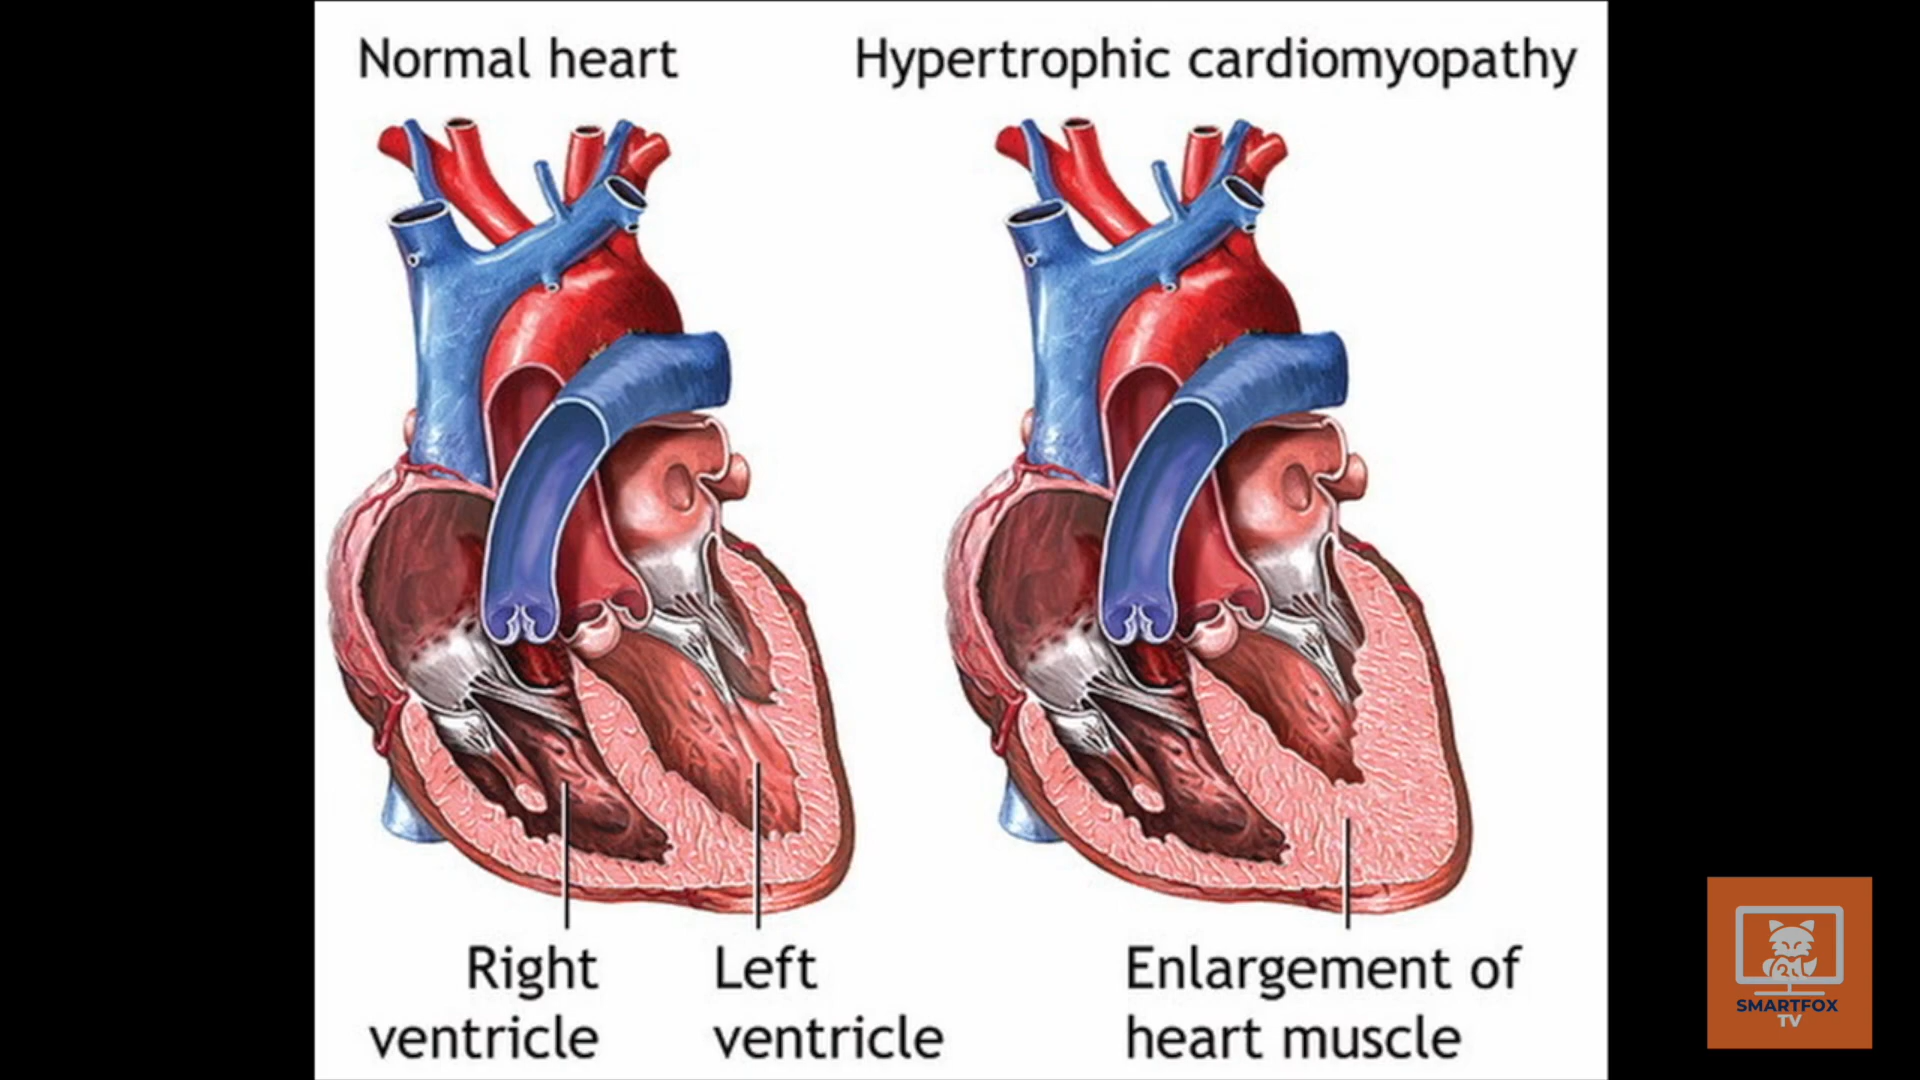 Normal heart
Hypertrophic cardiomyopathy
Right
ventricle
Left
ventricle
Enlargement of
heart muscle
SMARTFOX
TV